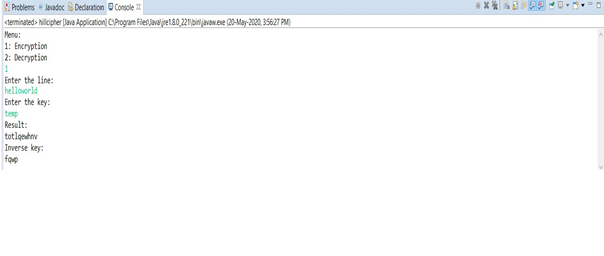 Problems @ Javadoc Declaration Console
<terminated> hillcipher [Java Application] C:\Program Files\Java\jre1.8.0_221\bin\javaw.exe (20-May-2020, 3:56:27 PM)
Menu:
1: Encryption
2: Decryption
1
Enter the line:
helloworld
Enter the key:
temp
Result:
totlqewhnv
Inverse key:
fqwp